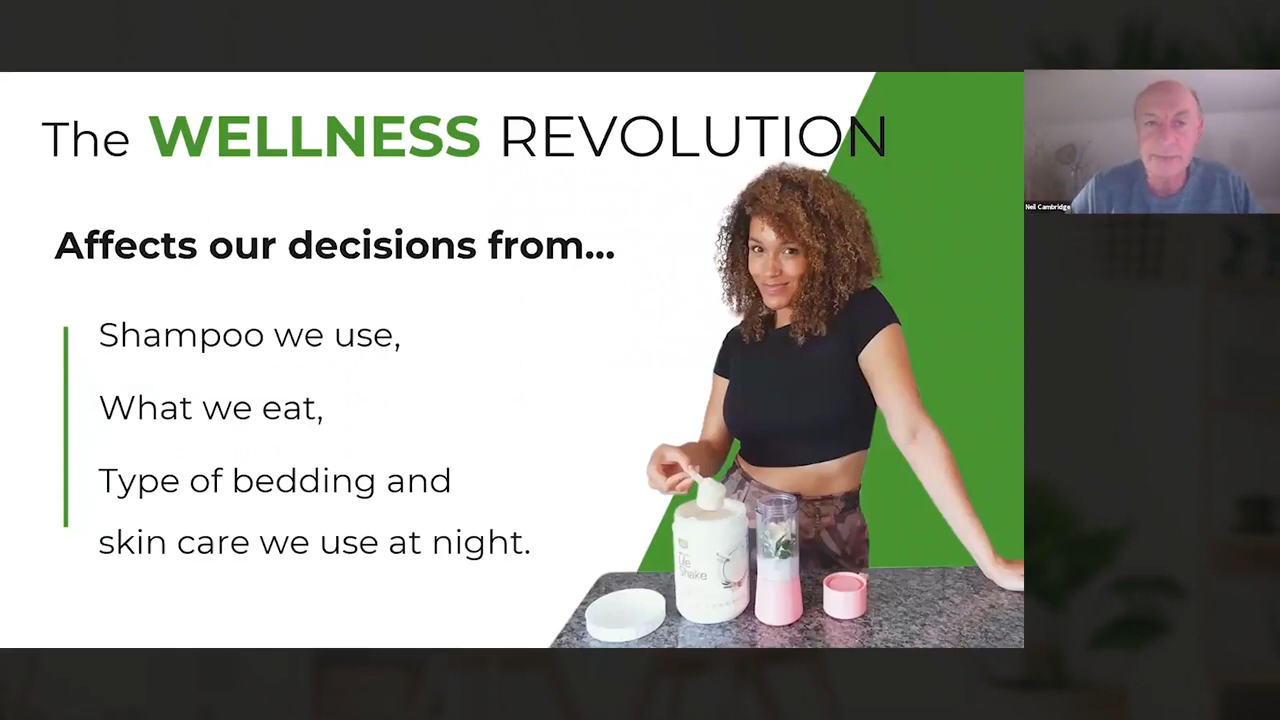 The WELLNESS REVOLUTION
Affects our decisions from...
Shampoo we use,
What we eat,
Type of bedding and
skin care we use at night.
Neil Cambridge
Life
Shake